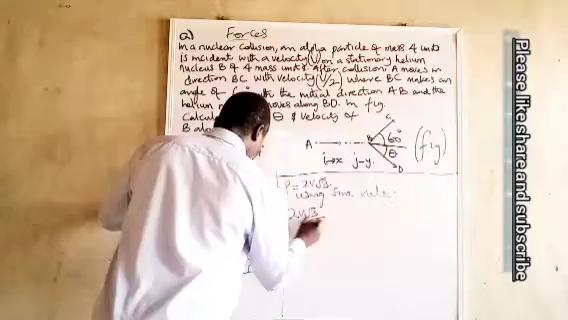 a) Forces
In a nuclear collision, an alpha particle of mass 4 units
is incident with a velocity (V) on a stationary helium
nucleus B of 4 mass units. After collision, A moves in
direction BC with velocity (V/2) where BC makes an
angle of 60° the initial direction AB and the
helium moves along BD. In fig.
Calcu θ & velocity of
B alo
C
A B 60° (fig)
θ
i→x j-y.
D
P = 2V√3.
Using Sine rule.
2V√3
Please like share and subscribe